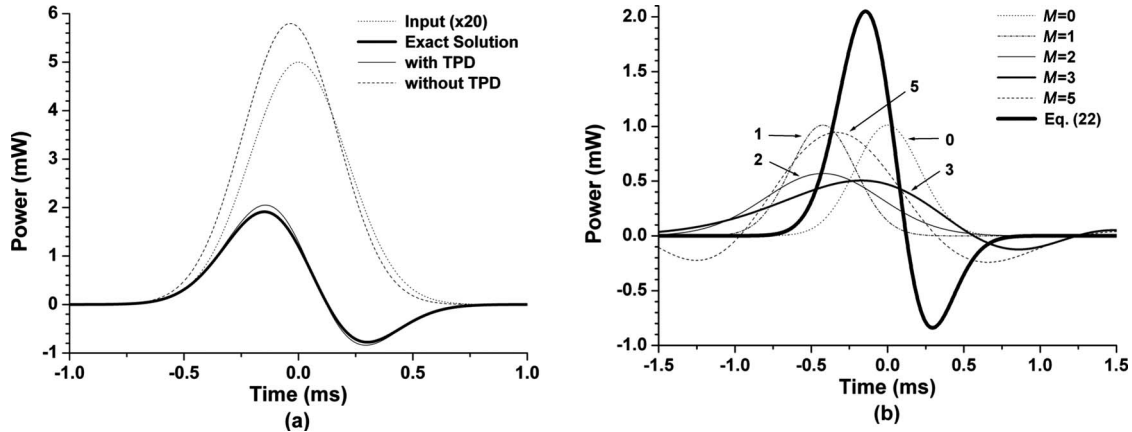 6
5
4
3
2
1
0
-1
Power (mW)
-1.0
-0.5
0.0
0.5
1.0
Time (ms)
(a)
Input (x20)
Exact Solution
with TPD
without TPD
2.0
1.5
1.0
0.5
0.0
-0.5
-1.0
Power (mW)
-1.5
-1.0
-0.5
0.0
0.5
1.0
1.5
Time (ms)
(b)
M=0
M=1
M=2
M=3
M=5
Eq. (22)
5
1
0
2
3